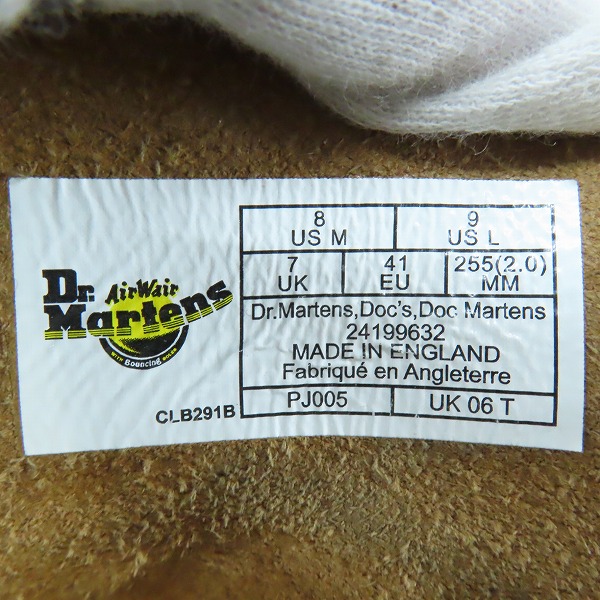 Dr. AirWair
Martens
WITH Bouncing SOLES
CLB291B
8 9
US M US L
7 41 255(2.0)
UK EU MM
Dr.Martens,Doc's,Doc Martens
24199632
MADE IN ENGLAND
Fabriqué en Angleterre
PJ005 UK 06 T